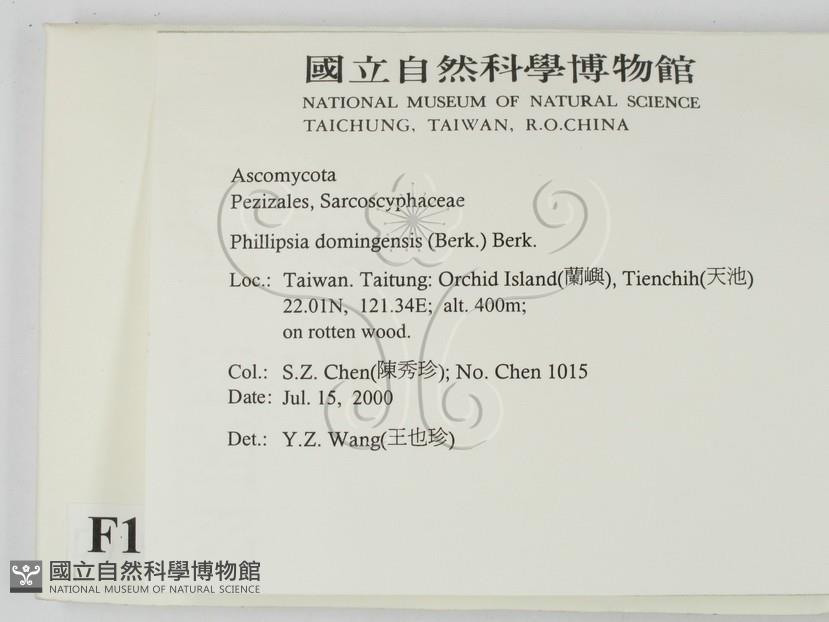 國立自然科學博物館
NATIONAL MUSEUM OF NATURAL SCIENCE
TAICHUNG, TAIWAN, R.O.CHINA
Ascomycota
Pezizales, Sarcoscyphaceae
Phillipsia domingensis (Berk.) Berk.
Loc.: Taiwan. Taitung: Orchid Island(蘭嶼), Tienchih(天池)
22.01N, 121.34E; alt. 400m;
on rotten wood.
Col.: S.Z. Chen(陳秀珍); No. Chen 1015
Date: Jul. 15, 2000
Det.: Y.Z. Wang(王也珍)
F1
國立自然科學博物館
NATIONAL MUSEUM OF NATURAL SCIENCE